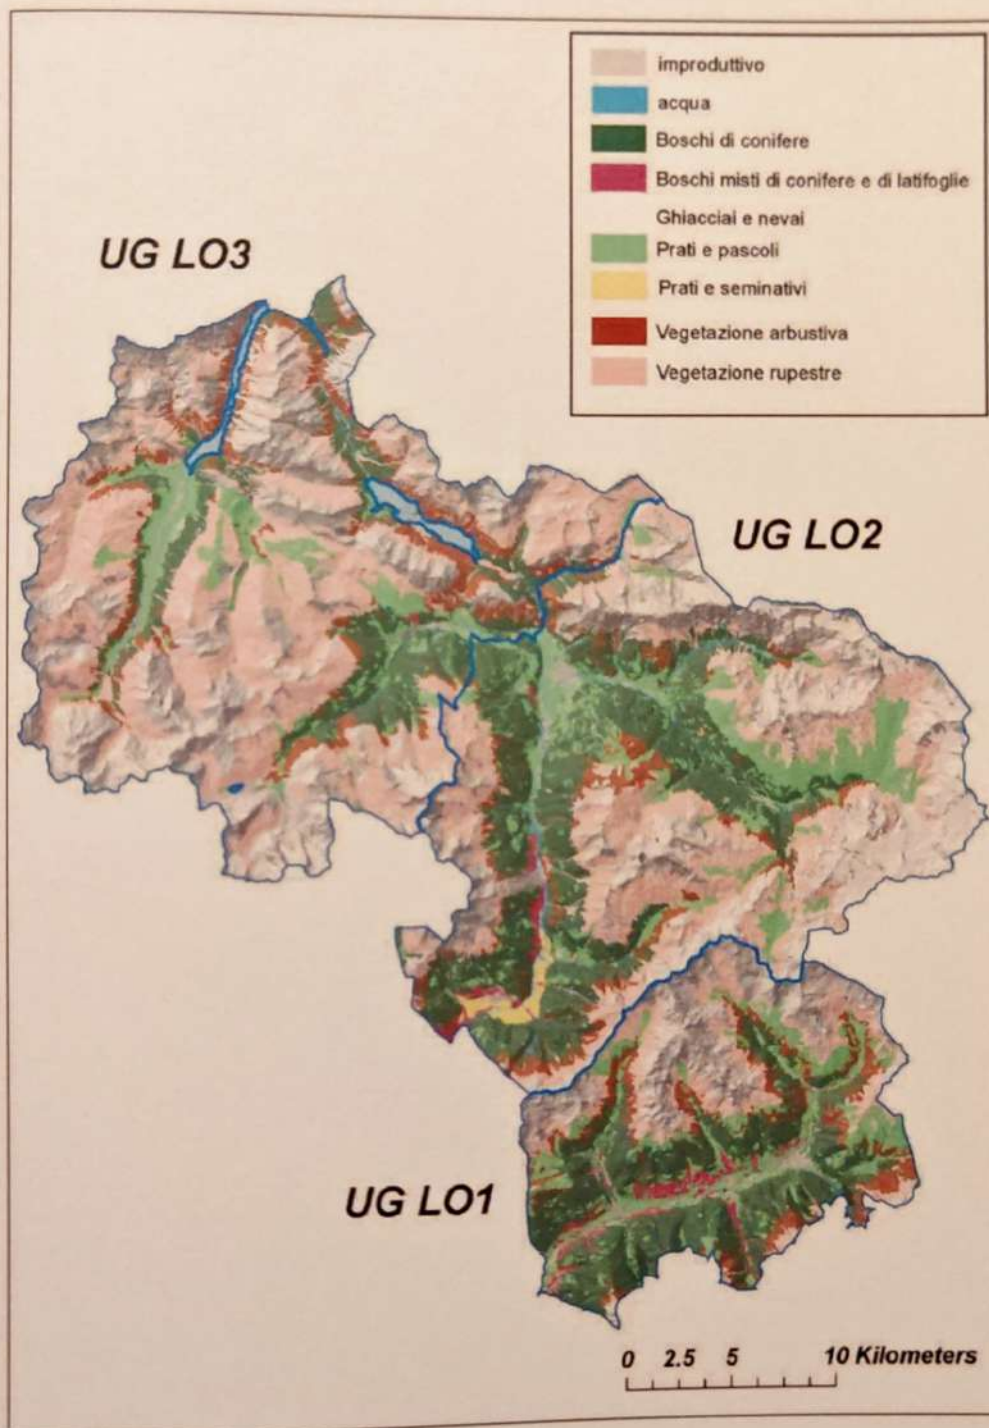 improduttivo
acqua
Boschi di conifere
Boschi misti di conifere e di latifoglie
Ghiacciai e nevai
Prati e pascoli
Prati e seminativi
Vegetazione arbustiva
Vegetazione rupestre
UG LO3
UG LO2
UG LO1
0 2.5 5 10 Kilometers